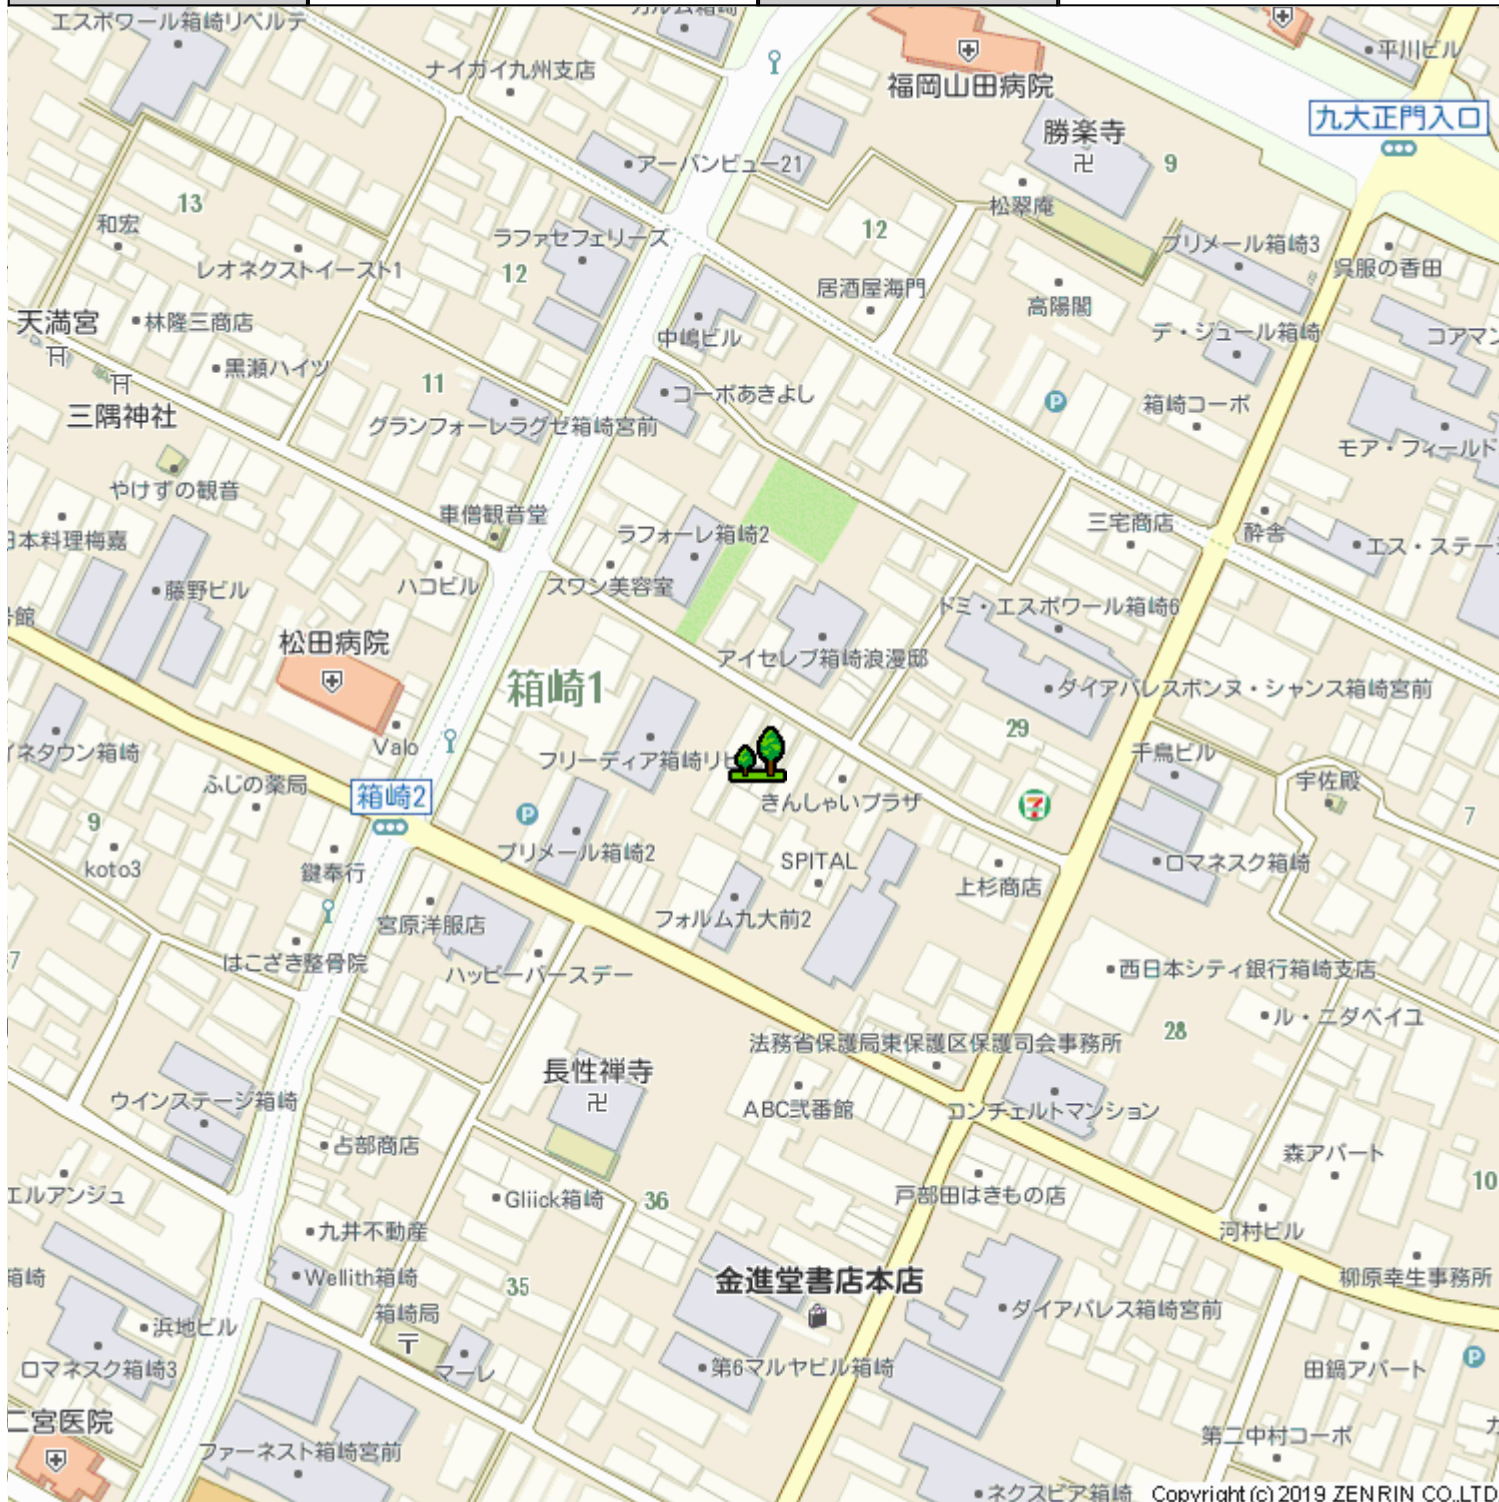 エスポワール箱崎リベルテ
平川ビル
ナイガイ九州支店
福岡山田病院
九大正門入口
勝楽寺
9
アーバンビュー21
13
松翠庵
和宏
12
ラファセフェリーズ
プリメール箱崎3
レオネクストイースト1
12
呉服の香田
居酒屋海門
高陽閣
天満宮
林隆三商店
中嶋ビル
デ・ジュール箱崎
コアマン
黒瀬ハイツ
11
コーポあきよし
P
箱崎コーポ
三隅神社
グランフォーレラグゼ箱崎宮前
モア・フィールド
やけずの観音
車僧観音堂
三宅商店
酔舎
日本料理梅嘉
ラフォーレ箱崎2
エス・ステー
ハコビル
スワン美容室
藤野ビル
ドミ・エスポワール箱崎6
松田病院
アイセレブ箱崎浪漫邸
箱崎1
ダイアパレスボンヌ・シャンス箱崎宮前
29
Valo
イネタウン箱崎
フリーディア箱崎リビ
千鳥ビル
ふじの薬局
箱崎2
きんしゃいプラザ
宇佐殿
7
P
7
9
koto3
鍵奉行
プリメール箱崎2
SPITAL
ロマネスク箱崎
上杉商店
宮原洋服店
フォルム九大前2
はこざき整骨院
7
ハッピーバースデー
西日本シティ銀行箱崎支店
ル・ニダベイユ
28
法務省保護局東保護区保護司会事務所
長性禅寺
ウインステージ箱崎
ABC弐番館
コンチェルトマンション
占部商店
森アパート
エルアンジュ
Gliick箱崎
36
戸部田はきもの店
10
九井不動産
河村ビル
箱崎
Wellith箱崎
35
金進堂書店本店
柳原幸生事務所
箱崎局
ダイアパレス箱崎宮前
浜地ビル
P
ロマネスク箱崎3
マーレ
第6マルヤビル箱崎
田鍋アパート
二宮医院
ファーネスト箱崎宮前
第二中村コーポ
ネクスピア箱崎
Copyright (c) 2019 ZENRIN CO.,LTD